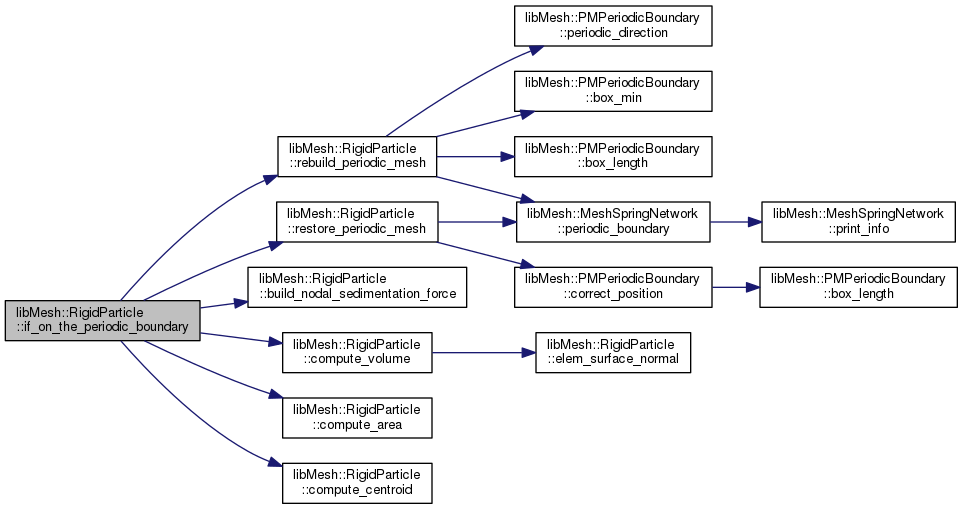 libMesh::PMPeriodicBoundary
::periodic_direction
libMesh::PMPeriodicBoundary
::box_min
libMesh::RigidParticle
::rebuild_periodic_mesh
libMesh::PMPeriodicBoundary
::box_length
libMesh::RigidParticle
::restore_periodic_mesh
libMesh::MeshSpringNetwork
::periodic_boundary
libMesh::MeshSpringNetwork
::print_info
libMesh::RigidParticle
::build_nodal_sedimentation_force
libMesh::PMPeriodicBoundary
::correct_position
libMesh::PMPeriodicBoundary
::box_length
libMesh::RigidParticle
::if_on_the_periodic_boundary
libMesh::RigidParticle
::compute_volume
libMesh::RigidParticle
::elem_surface_normal
libMesh::RigidParticle
::compute_area
libMesh::RigidParticle
::compute_centroid